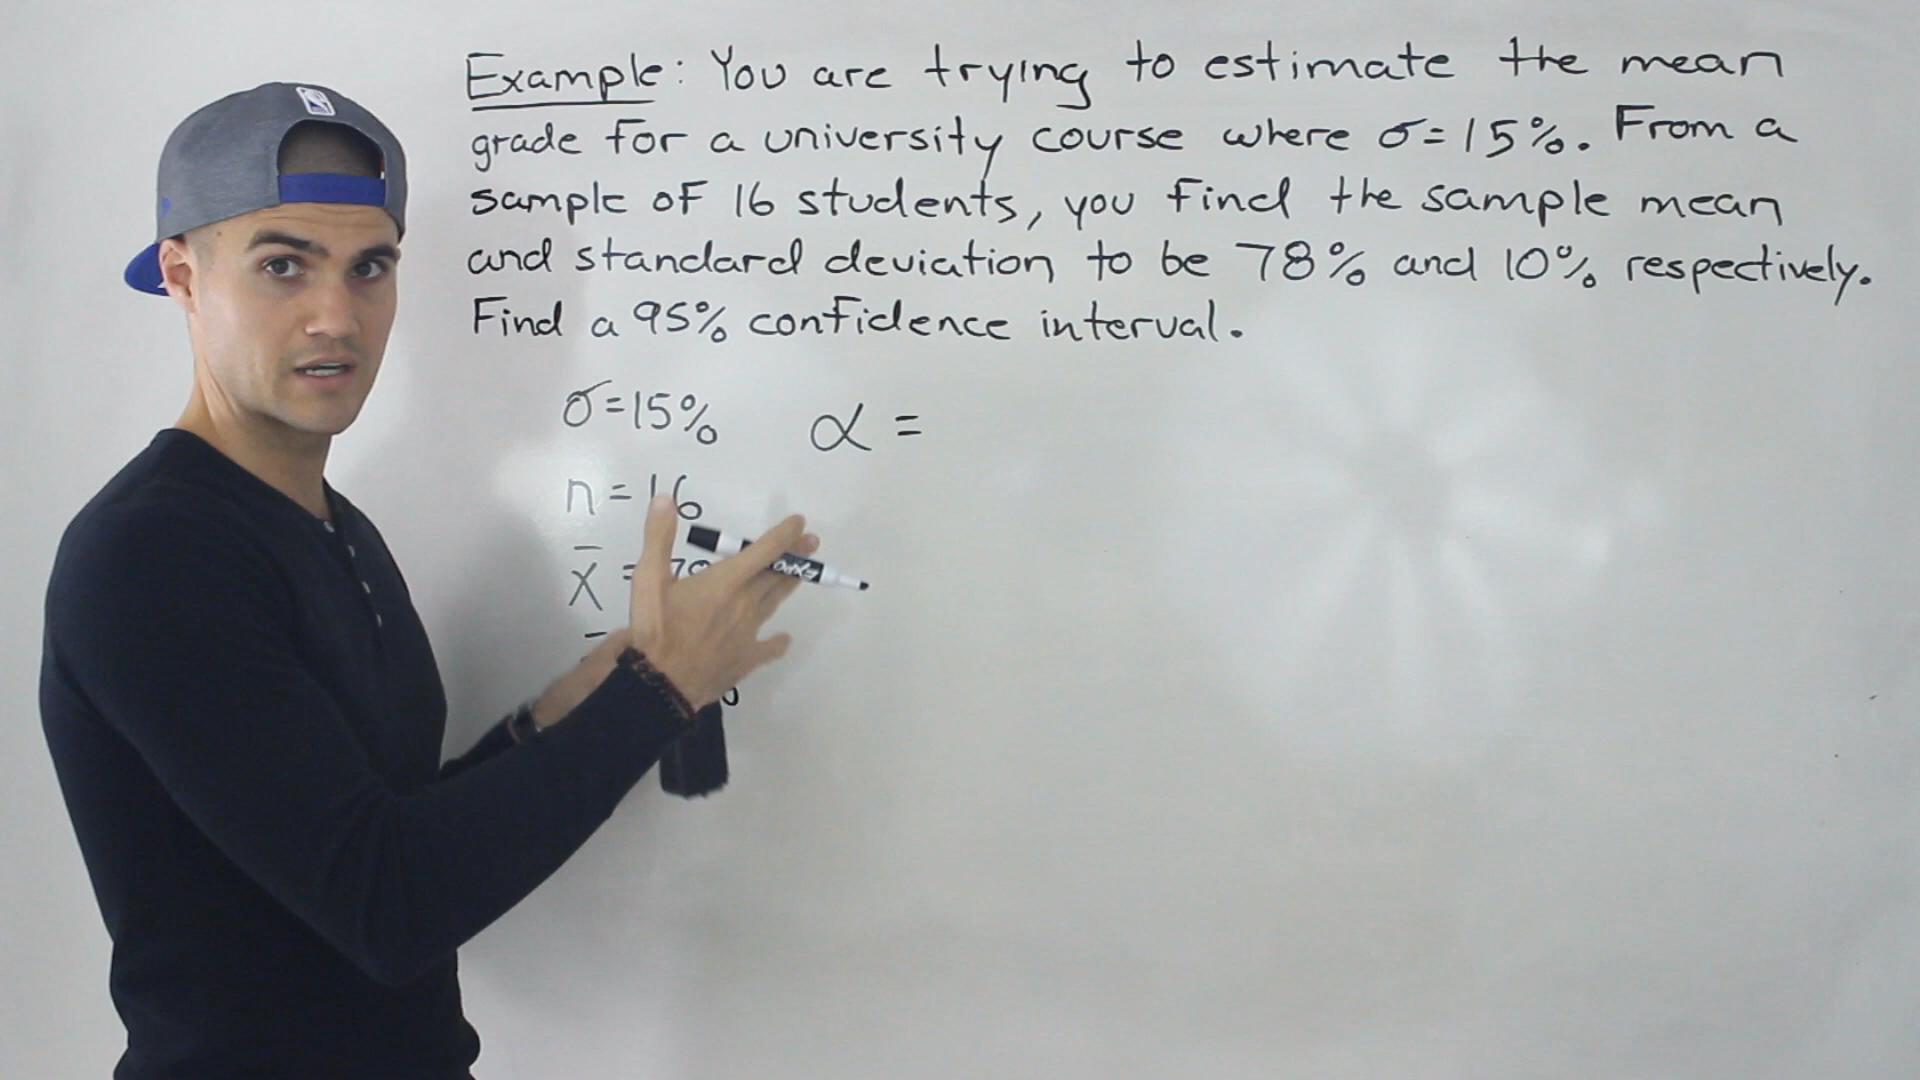 Example: You are trying to estimate the mean
grade for a university course where σ=15%. From a
sample of 16 students, you find the sample mean
and standard deviation to be 78% and 10% respectively.
Find a 95% confidence interval.
σ=15% α =
n = 16
x̄ =
EXPO